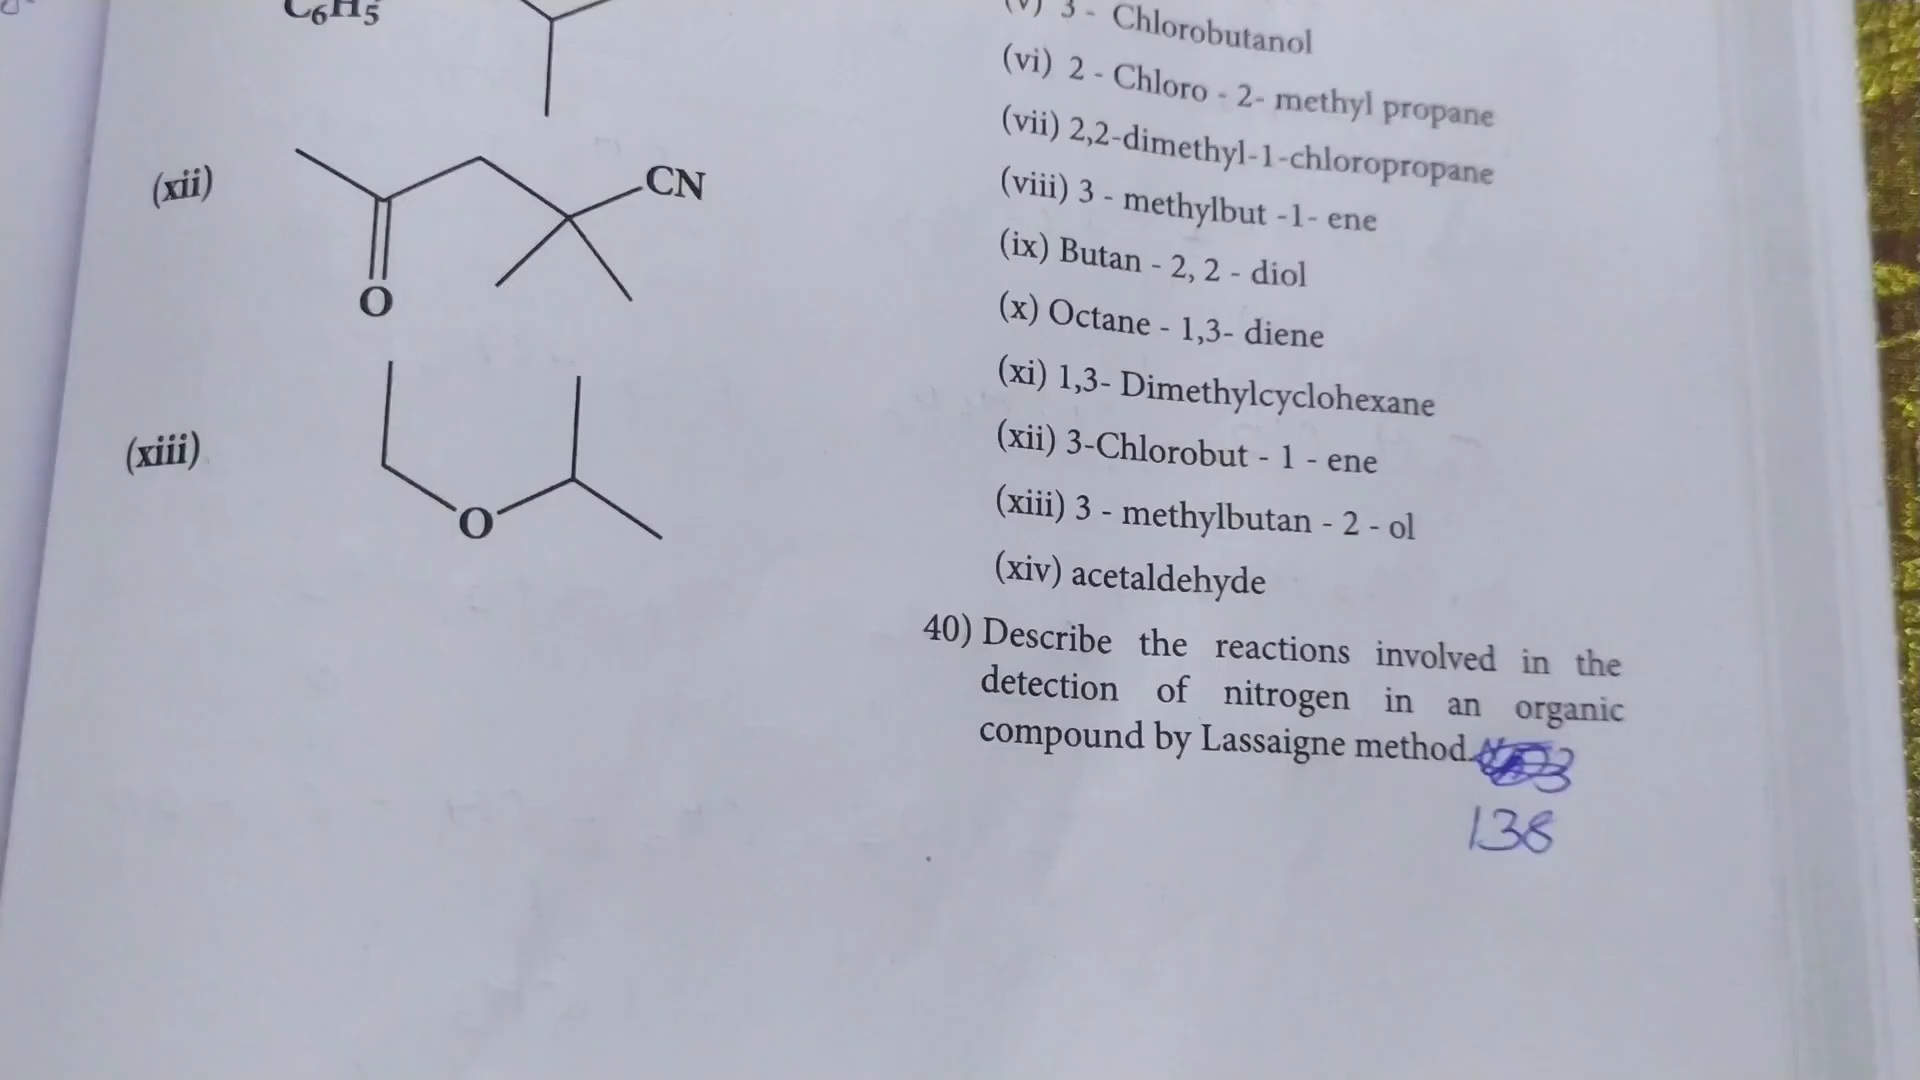 C6H5
(xii)
CN
O
(xiii)
O
(v) 3 - Chlorobutanol
(vi) 2 - Chloro - 2- methyl propane
(vii) 2,2-dimethyl-1-chloropropane
(viii) 3 - methylbut -1- ene
(ix) Butan - 2, 2 - diol
(x) Octane - 1,3- diene
(xi) 1,3- Dimethylcyclohexane
(xii) 3-Chlorobut - 1 - ene
(xiii) 3 - methylbutan - 2 - ol
(xiv) acetaldehyde
40) Describe the reactions involved in the
detection of nitrogen in an organic
compound by Lassaigne method.
138